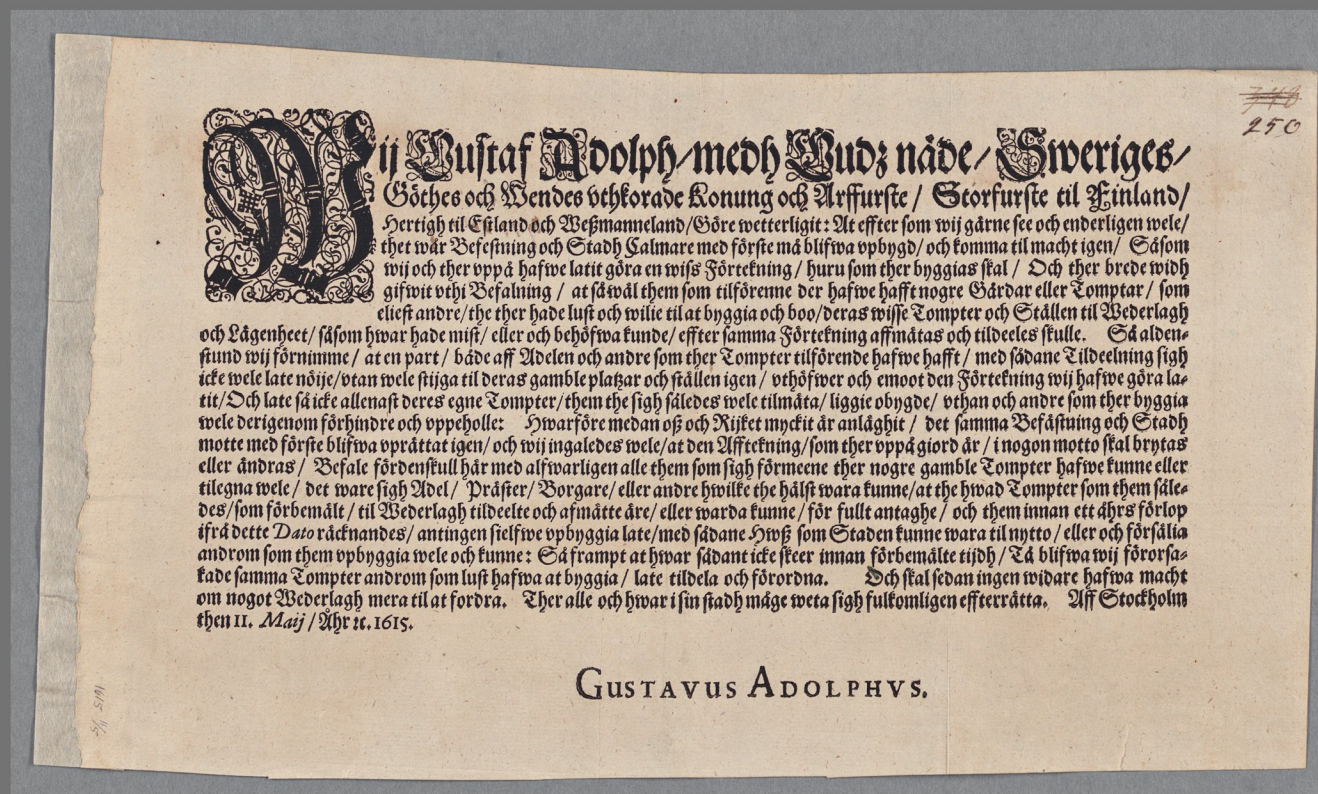 348
250
Wij Gustaf Adolph/ medh Gudz nåde/ Sweriges/
Göthes och Wendes vthkorade Konung och Arffurste/ Storfurste til Finland/
Hertigh til Estland och Weßmanneland/Göre wetterligit: At effter som wij gärne see och enderligen wele/
thet wår Befestning och Stadh Calmare med förste må blifwa vpbygd/ och komma til macht igen/ Såsom
wij och ther vppå hafwe latit göra en wiss Förtekning/ huru som ther byggias skal/ Och ther brede widh
gifwit vthi Befalning/ at såwäl them som tilförenne der hafwe hafft nogre Gårdar eller Tomptar/ som
eliest andre/the ther hade lust och wilie til at byggia och boo/deras wisse Tompter och Ställen til Wederlagh
och Lägenheet/ såsom hwar hade mist/ eller och behöfwa kunde/ effter samma Förtekning affmätas och tildeeles skulle. Så alden-
stund wij förnimme/ at en part/ både aff Adelen och andre som ther Tompter tilförende hafwe hafft/ med sådane Tildeelning sigh
icke wele late nöije/vtan wele stijga til deras gamble platzar och ställen igen/ vthöfwer och emoot den Förtekning wij hafwe göra la-
tit/Och late så icke allenast deres egne Tompter/them the sigh således wele tilmäta/ liggie obygde/ vthan och andre som ther byggia
wele derigenom förhindre och vppeholle: Hwarföre medan oß och Rijket myckit är anläghit/ det samma Befästning och Stadh
motte med förste blifwa vprättat igen/ och wij ingaledes wele/at den Afftekning/som ther vppå giord är/ i nogon motto skal brytas
eller ändras/ Befale fördenskull här med alfwarligen alle them som sigh förmeene ther nogre gamble Tompter hafwe kunne eller
tilegna wele/ det ware sigh Adel/ Präster/ Borgare/ eller andre hwilke the hälst wara kunne/at the hwad Tompter som them såle-
des/som förbemält/ til Wederlagh tildeelte och afmätte äre/ eller warda kunne/ för fullt antaghe/ och them innan ett åhrs förlop
ifrå dette Dato räcknandes/ antingen sielfwe vpbyggia late/med sådane Hwß som Staden kunne wara til nytto/ eller och försälia
androm som them vpbyggia wele och kunne: Så frampt at hwar sådant icke skeer innan förbemälte tijdh/ Tå blifwa wij förorsa-
kade samma Tompter androm som lust hafwa at byggia/ late tildela och förordna. Och skal sedan ingen widare hafwa macht
om nogot Wederlagh mera til at fordra. Ther alle och hwar i sin stadh måge weta sigh fulkomligen effterrätta. Aff Stockholm
then 11. Maij/ Åhr ꝛc. 1615.
GUSTAVUS ADOLPHVS.
1615 11/5